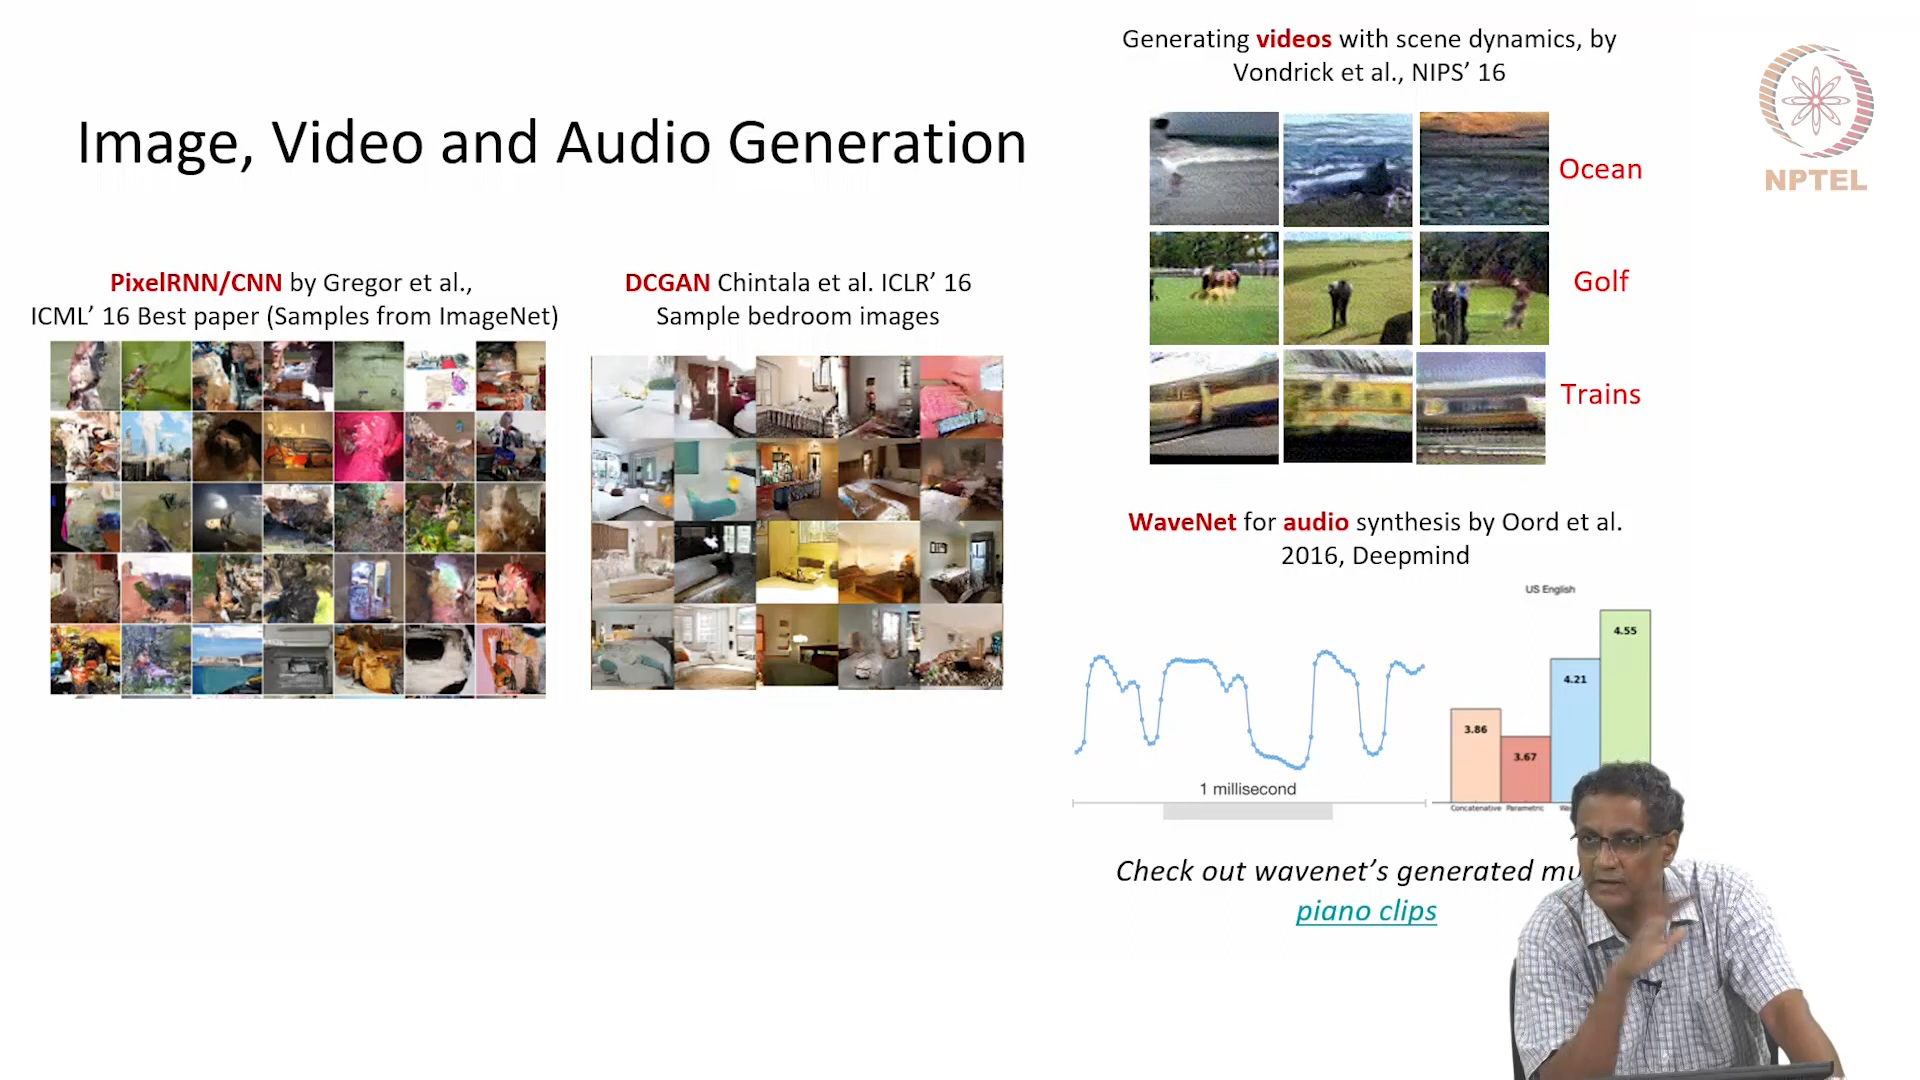 Image, Video and Audio Generation
PixelRNN/CNN by Gregor et al.,
ICML’ 16 Best paper (Samples from ImageNet)
DCGAN Chintala et al. ICLR’ 16
Sample bedroom images
Generating videos with scene dynamics, by
Vondrick et al., NIPS’ 16
Ocean
Golf
Trains
NPTEL
WaveNet for audio synthesis by Oord et al.
2016, Deepmind
US English
4.55
4.21
3.86
3.67
1 millisecond
Concatenative Parametric
Check out wavenet’s generated
piano clips